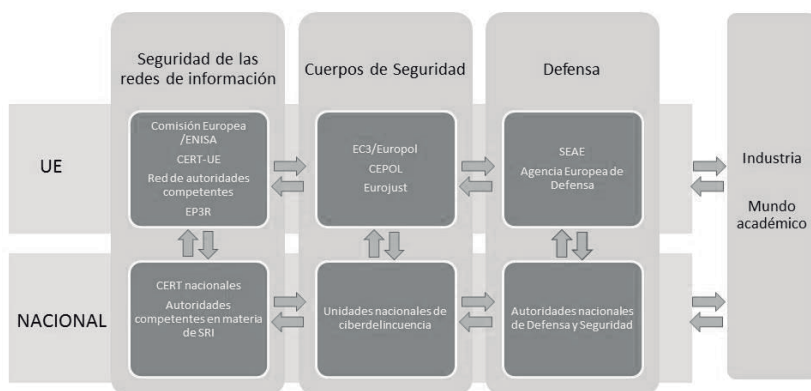 Seguridad de las
redes de información
Cuerpos de Seguridad
Defensa
UE
Comisión Europea
/ENISA
CERT-UE
Red de autoridades
competentes
EP3R
EC3/Europol
CEPOL
Eurojust
SEAE
Agencia Europea de
Defensa
Industria
Mundo
académico
NACIONAL
CERT nacionales
Autoridades
competentes en materia
de SRI
Unidades nacionales de
ciberdelincuencia
Autoridades nacionales
de Defensa y Seguridad